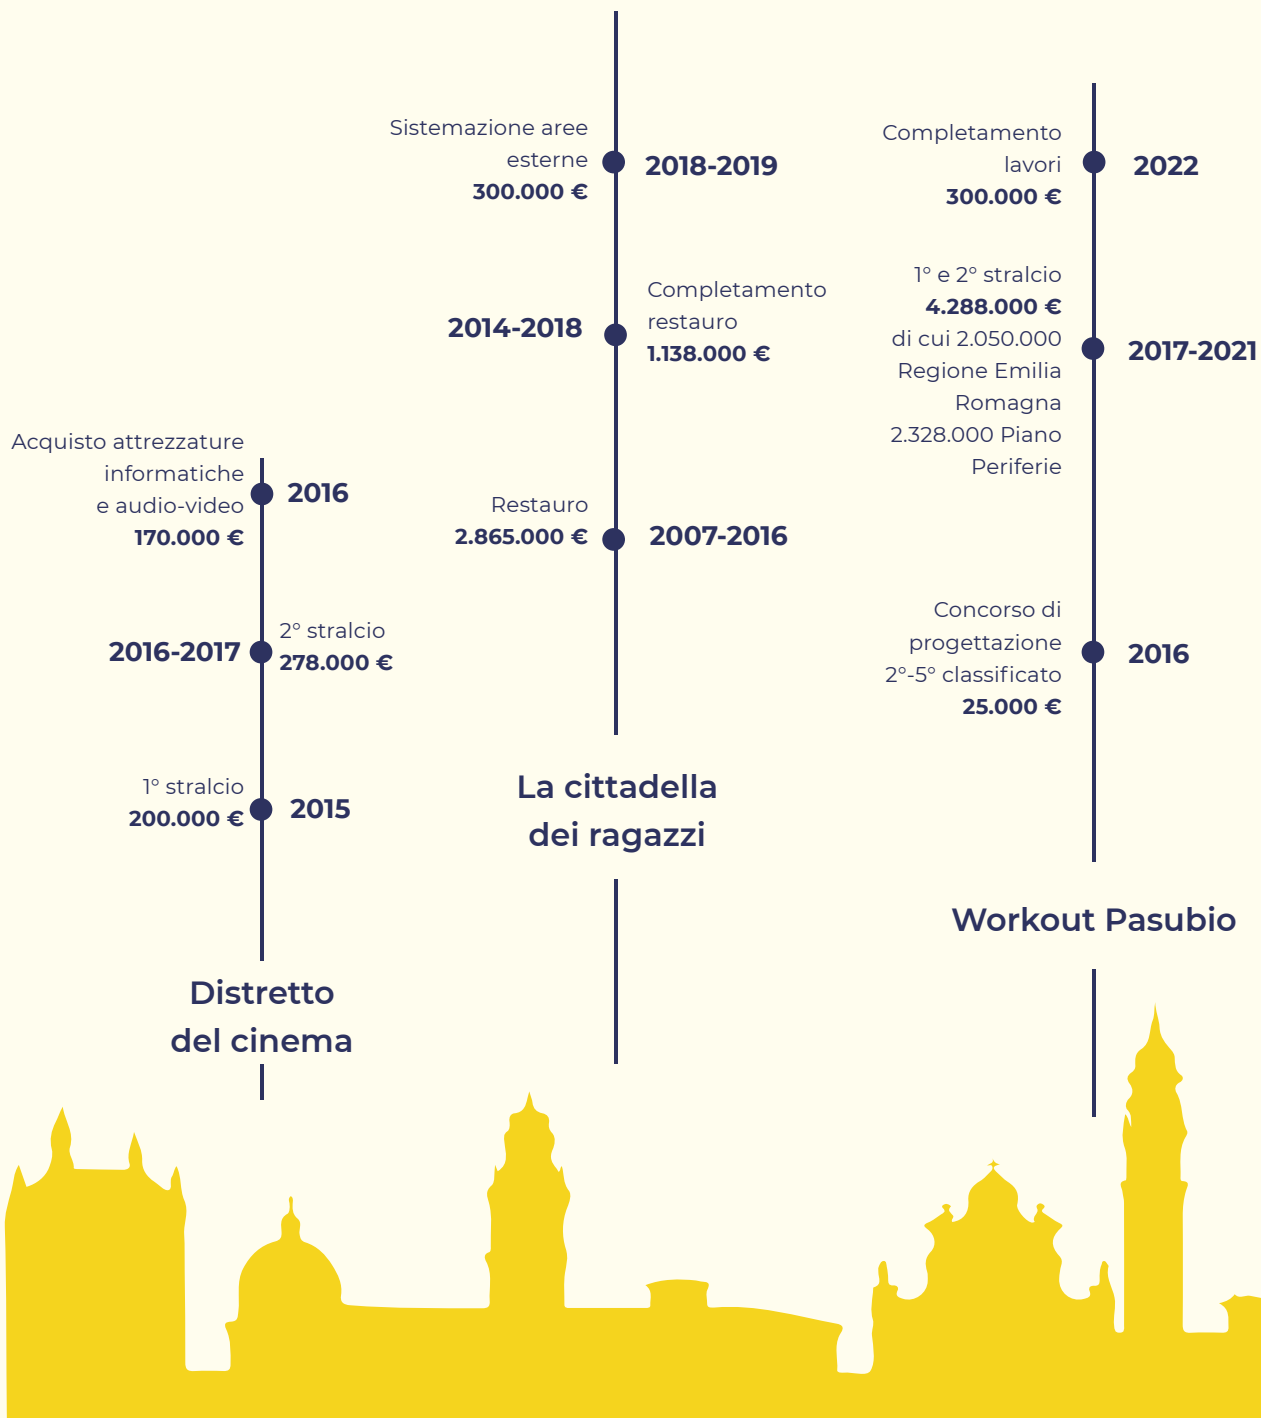 Acquisto attrezzature
informatiche
e audio-video
170.000 €
2016
2016-2017
2° stralcio
278.000 €
1° stralcio
200.000 €
2015
Distretto
del cinema
Sistemazione aree
esterne
300.000 €
2018-2019
2014-2018
Completamento
restauro
1.138.000 €
Restauro
2.865.000 €
2007-2016
La cittadella
dei ragazzi
Completamento
lavori
300.000 €
2022
1° e 2° stralcio
4.288.000 €
di cui 2.050.000
Regione Emilia
Romagna
2.328.000 Piano
Periferie
2017-2021
Concorso di
progettazione
2°-5° classificato
25.000 €
2016
Workout Pasubio